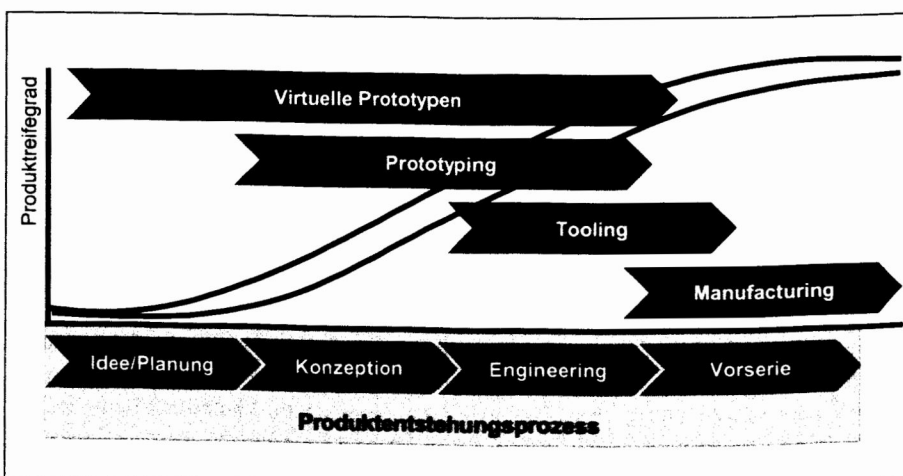 Produktreifegrad
Virtuelle Prototypen
Prototyping
Tooling
Manufacturing
Idee/Planung
Konzeption
Engineering
Vorserie
Produktentstehungsprozess